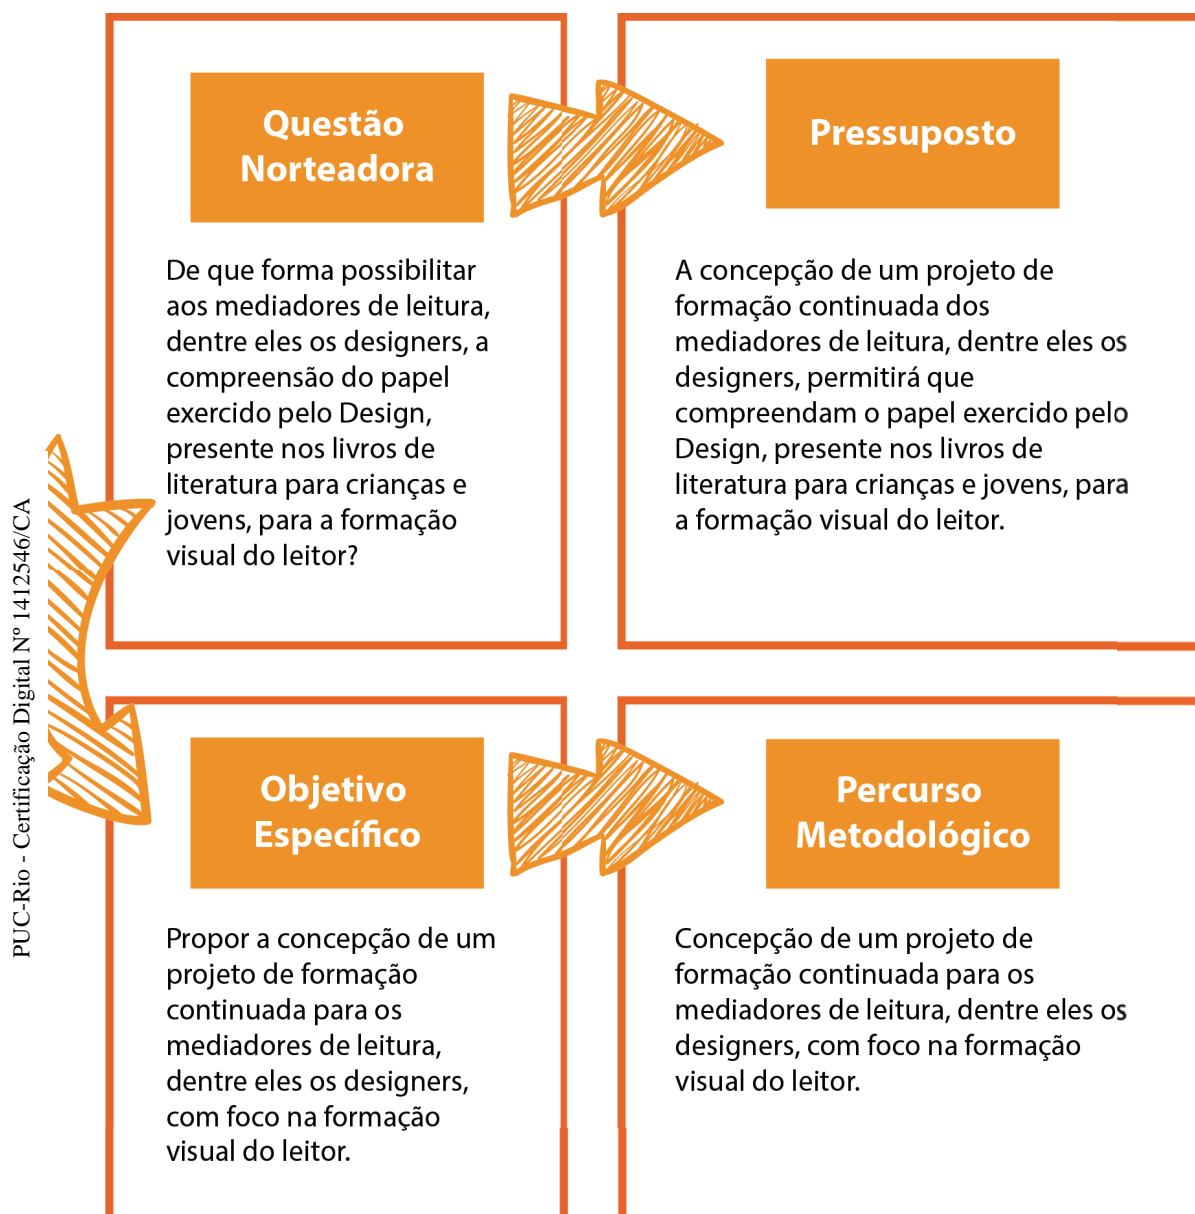 Questão
Norteadora
De que forma possibilitar
aos mediadores de leitura,
dentre eles os designers, a
compreensão do papel
exercido pelo Design,
presente nos livros de
literatura para crianças e
jovens, para a formação
visual do leitor?
Pressuposto
A concepção de um projeto de
formação continuada dos
mediadores de leitura, dentre eles os
designers, permitirá que
compreendam o papel exercido pelo
Design, presente nos livros de
literatura para crianças e jovens, para
a formação visual do leitor.
Objetivo
Específico
Propor a concepção de um
projeto de formação
continuada para os
mediadores de leitura,
dentre eles os designers,
com foco na formação
visual do leitor.
Percurso
Metodológico
Concepção de um projeto de
formação continuada para os
mediadores de leitura, dentre eles os
designers, com foco na formação
visual do leitor.
PUC-Rio - Certificação Digital Nº 1412546/CA